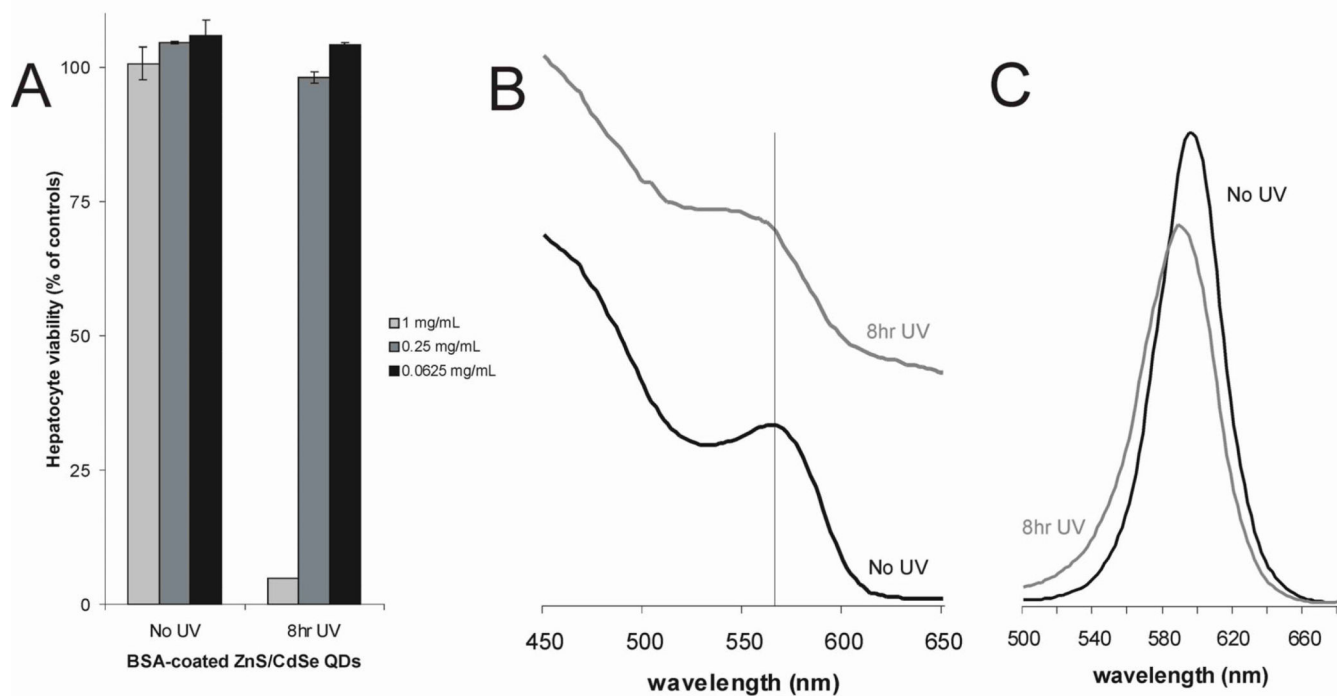 A
Hepatocyte viability (% of controls)
100
75
50
25
0
No UV
8hr UV
BSA-coated ZnS/CdSe QDs
1 mg/mL
0.25 mg/mL
0.0625 mg/mL
B
8hr UV
No UV
450 500 550 600 650
wavelength (nm)
C
No UV
8hr UV
500 540 580 620 660
wavelength (nm)